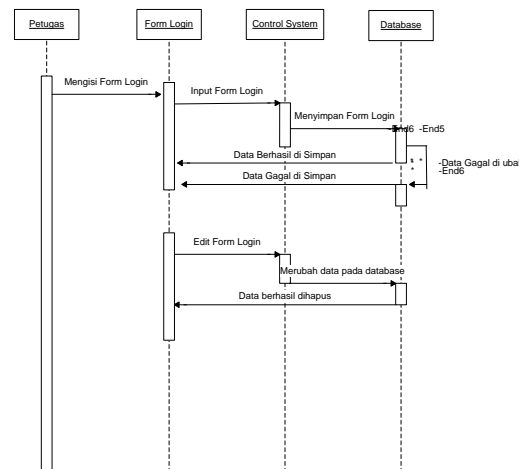 Petugas
Form Login
Control System
Database
Mengisi Form Login
Input Form Login
Menyimpan Form Login
-End6 -End5
Data Berhasil di Simpan
* *
*
-Data Gagal di ubah
-End6
Data Gagal di Simpan
Edit Form Login
Merubah data pada database
Data berhasil dihapus